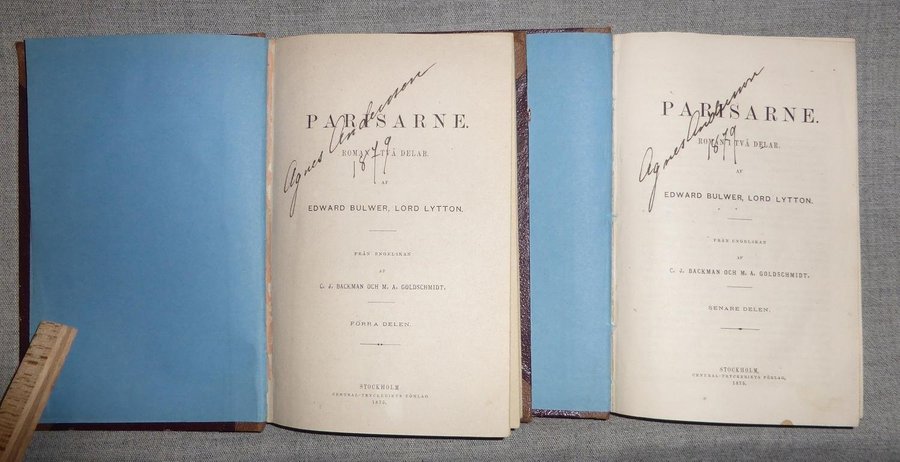 PARISARNE.
Agnes Andersson
1879
ROMAN I TVÅ DELAR.
AF
EDWARD BULWER, LORD LYTTON.
FRÅN ENGELSKAN
AF
C. J. BACKMAN OCH M. A. GOLDSCHMIDT.
FÖRRA DELEN.
STOCKHOLM,
CENTRAL-TRYCKERIETS FÖRLAG,
1875.
PARISARNE.
Agnes Andersson
1879
ROMAN I TVÅ DELAR.
AF
EDWARD BULWER, LORD LYTTON.
FRÅN ENGELSKAN
AF
C. J. BACKMAN OCH M. A. GOLDSCHMIDT.
SENARE DELEN.
STOCKHOLM,
CENTRAL-TRYCKERIETS FÖRLAG,
1875.